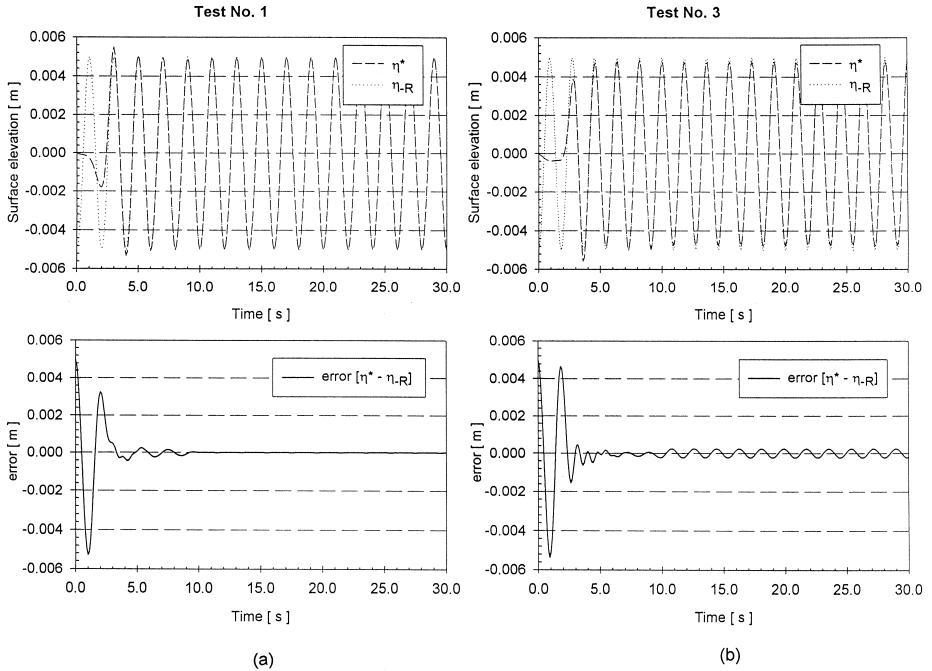 Test No. 1
0.006
0.004
0.002
0.000
-0.002
-0.004
-0.006
Surface elevation [ m ]
η*
η-R
0.0 5.0 10.0 15.0 20.0 25.0 30.0
Time [ s ]
Test No. 3
0.006
0.004
0.002
0.000
-0.002
-0.004
-0.006
Surface elevation [ m ]
η*
η-R
0.0 5.0 10.0 15.0 20.0 25.0 30.0
Time [ s ]
0.006
0.004
0.002
0.000
-0.002
-0.004
-0.006
error [ m ]
error [η* - η-R]
0.0 5.0 10.0 15.0 20.0 25.0 30.0
Time [ s ]
(a)
0.006
0.004
0.002
0.000
-0.002
-0.004
-0.006
error [ m ]
error [η* - η-R]
0.0 5.0 10.0 15.0 20.0 25.0 30.0
Time [ s ]
(b)